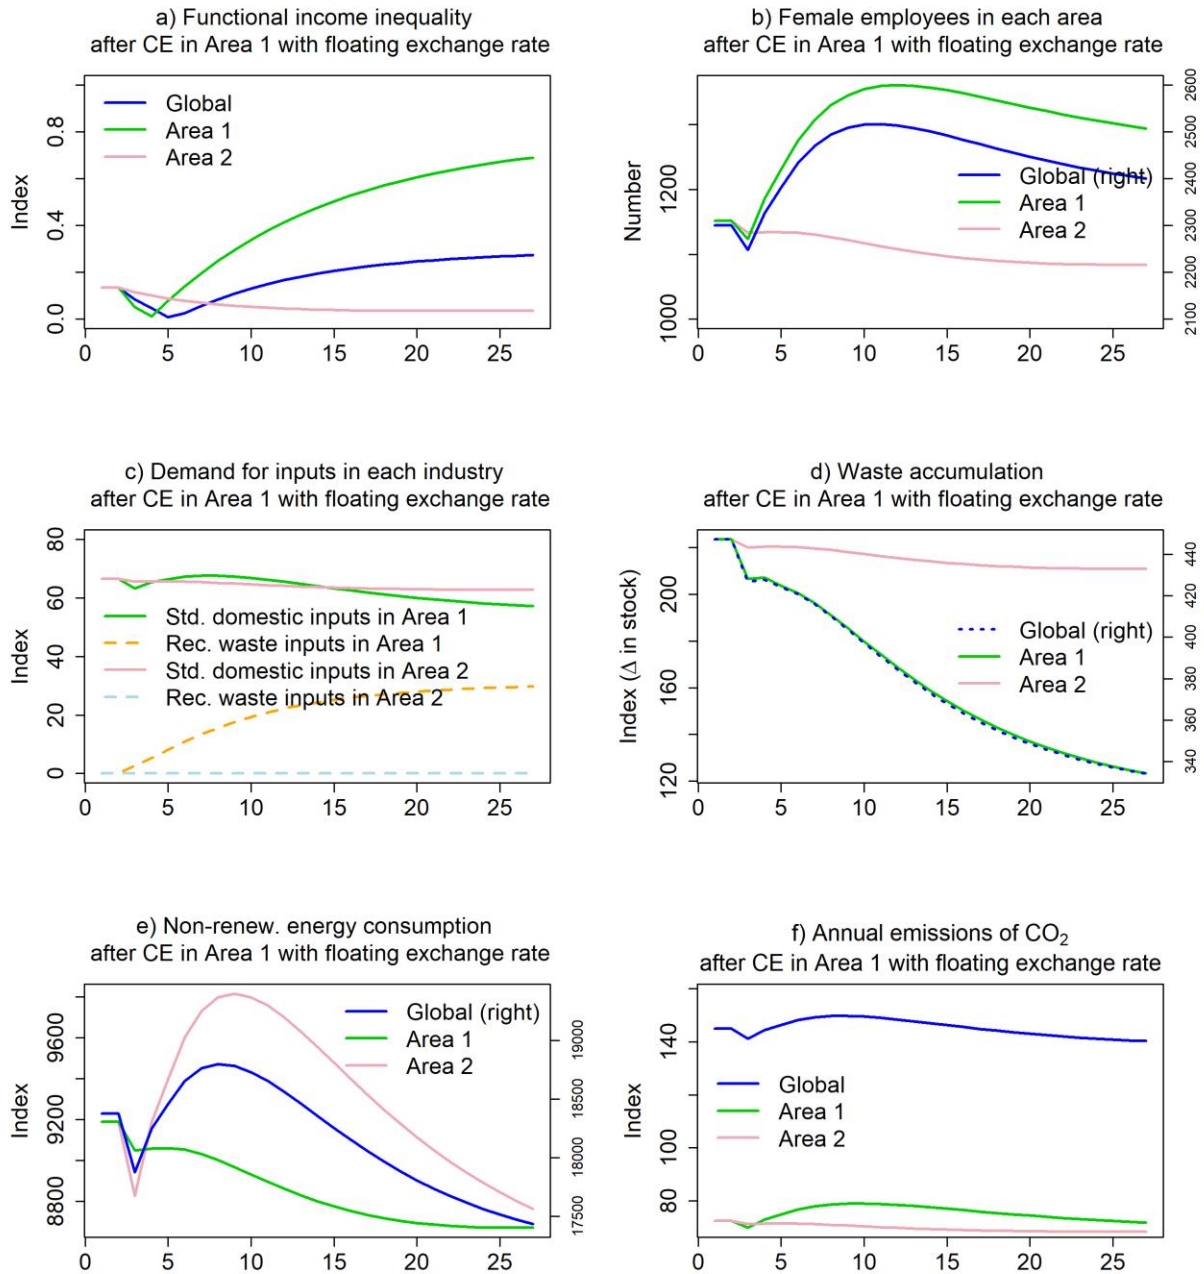 a) Functional income inequality
after CE in Area 1 with floating exchange rate
Index
0.0 0.4 0.8
Global
Area 1
Area 2
0 5 10 15 20 25
b) Female employees in each area
after CE in Area 1 with floating exchange rate
Number
1000 1200
Global (right)
Area 1
Area 2
2100 2200 2300 2400 2500 2600
0 5 10 15 20 25
c) Demand for inputs in each industry
after CE in Area 1 with floating exchange rate
Index
0 20 40 60 80
Std. domestic inputs in Area 1
Rec. waste inputs in Area 1
Std. domestic inputs in Area 2
Rec. waste inputs in Area 2
0 5 10 15 20 25
d) Waste accumulation
after CE in Area 1 with floating exchange rate
Index (Δ in stock)
120 160 200
Global (right)
Area 1
Area 2
340 360 380 400 420 440
0 5 10 15 20 25
e) Non-renew. energy consumption
after CE in Area 1 with floating exchange rate
Index
8800 9200 9600
Global (right)
Area 1
Area 2
17500 18000 18500 19000
0 5 10 15 20 25
f) Annual emissions of CO₂
after CE in Area 1 with floating exchange rate
Index
80 100 140
Global
Area 1
Area 2
0 5 10 15 20 25